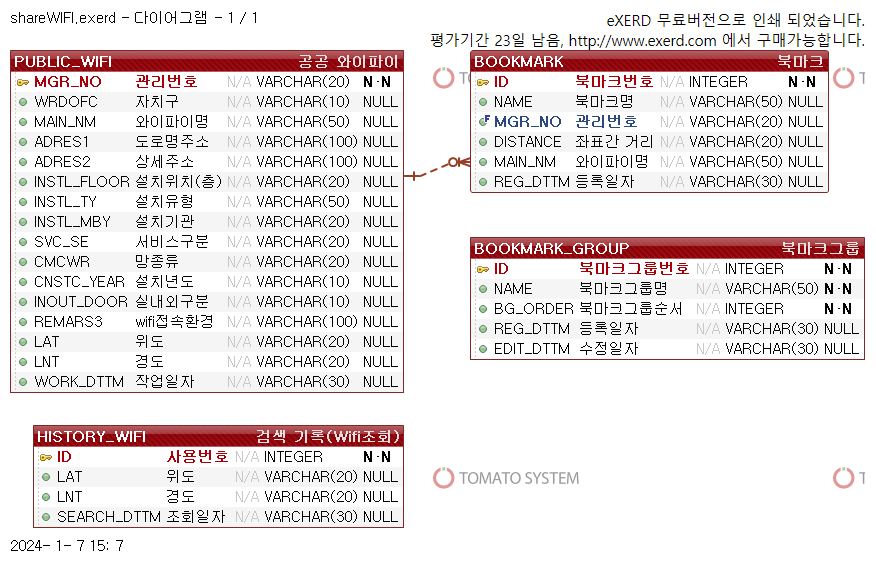 shareWIFI.exerd - 다이어그램 - 1 / 1
eXERD 무료버전으로 인쇄 되었습니다.
평가기간 23일 남음, http://www.exerd.com 에서 구매가능합니다.
PUBLIC_WIFI 공공 와이파이
MGR_NO 관리번호 N/A VARCHAR(20) N-N
WRDOFC 자치구 N/A VARCHAR(10) NULL
MAIN_NM 와이파이명 N/A VARCHAR(50) NULL
ADRES1 도로명주소 N/A VARCHAR(100) NULL
ADRES2 상세주소 N/A VARCHAR(100) NULL
INSTL_FLOOR 설치위치(층) N/A VARCHAR(20) NULL
INSTL_TY 설치유형 N/A VARCHAR(50) NULL
INSTL_MBY 설치기관 N/A VARCHAR(20) NULL
SVC_SE 서비스구분 N/A VARCHAR(20) NULL
CMCWR 망종류 N/A VARCHAR(20) NULL
CNSTC_YEAR 설치년도 N/A VARCHAR(10) NULL
INOUT_DOOR 실내외구분 N/A VARCHAR(10) NULL
REMARS3 wifi접속환경 N/A VARCHAR(100) NULL
LAT 위도 N/A VARCHAR(20) NULL
LNT 경도 N/A VARCHAR(20) NULL
WORK_DTTM 작업일자 N/A VARCHAR(30) NULL
BOOKMARK 북마크
ID 북마크번호 N/A INTEGER N-N
NAME 북마크명 N/A VARCHAR(50) NULL
F MGR_NO 관리번호 N/A VARCHAR(20) NULL
DISTANCE 좌표간 거리 N/A VARCHAR(20) NULL
MAIN_NM 와이파이명 N/A VARCHAR(50) NULL
REG_DTTM 등록일자 N/A VARCHAR(30) NULL
BOOKMARK_GROUP 북마크그룹
ID 북마크그룹번호 N/A INTEGER N-N
NAME 북마크그룹명 N/A VARCHAR(50) N-N
BG_ORDER 북마크그룹순서 N/A INTEGER N-N
REG_DTTM 등록일자 N/A VARCHAR(30) NULL
EDIT_DTTM 수정일자 N/A VARCHAR(30) NULL
HISTORY_WIFI 검색 기록(Wifi조회)
ID 사용번호 N/A INTEGER N-N
LAT 위도 N/A VARCHAR(20) NULL
LNT 경도 N/A VARCHAR(20) NULL
SEARCH_DTTM 조회일자 N/A VARCHAR(30) NULL
TOMATO SYSTEM
2024- 1- 7 15: 7